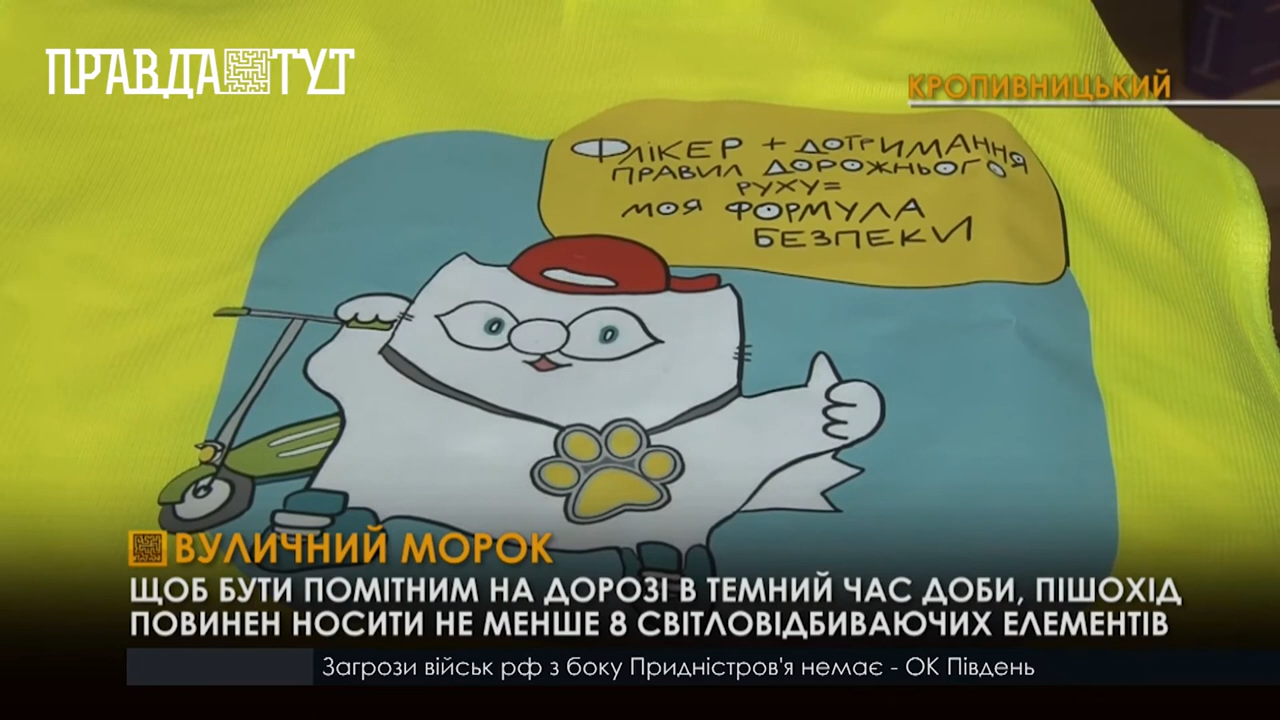 ПРАВДА ТУТ
КРОПИВНИЦЬКИЙ
ФЛІКЕР + ДОТРИМАННЯ
ПРАВИЛ ДОРОЖНЬОГО
РУХУ=
МОЯ ФОРМУЛА
БЕЗПЕКИ
ВУЛИЧНИЙ МОРОК
ЩОБ БУТИ ПОМІТНИМ НА ДОРОЗІ В ТЕМНИЙ ЧАС ДОБИ, ПІШОХІД
ПОВИНЕН НОСИТИ НЕ МЕНШЕ 8 СВІТЛОВІДБИВАЮЧИХ ЕЛЕМЕНТІВ
Загрози військ рф з боку Придністров'я немає - ОК Південь